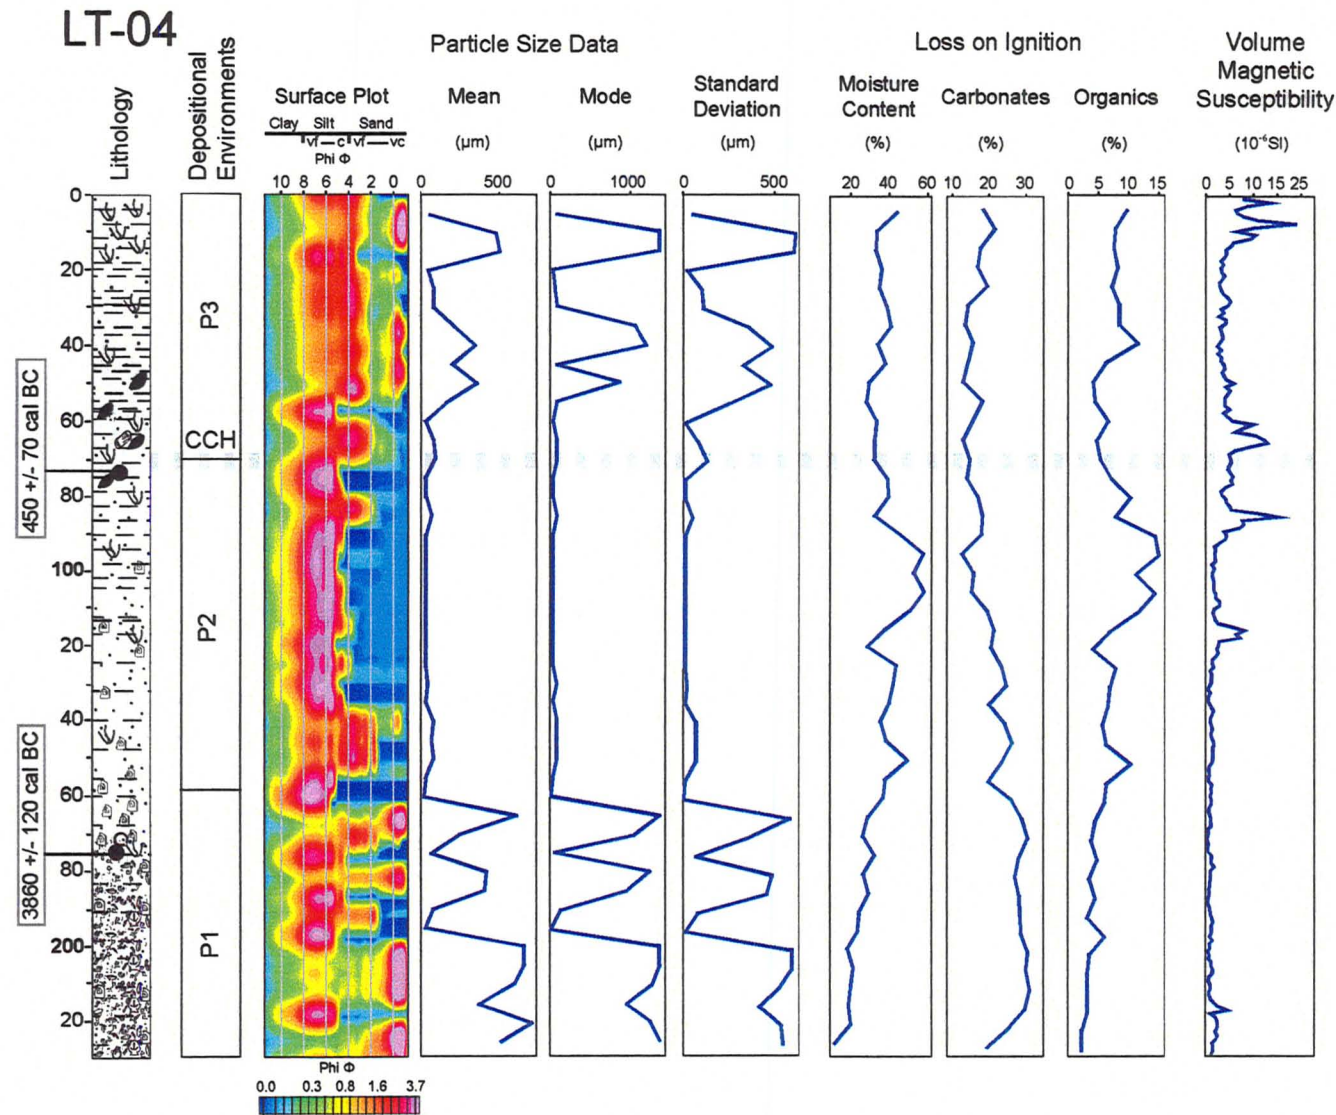 LT-04
Particle Size Data
Loss on Ignition
Volume
Magnetic
Susceptibility
(10⁻⁶SI)
Lithology
Depositional
Environments
Surface Plot
Clay Silt Sand
vf — c vf — vc
Phi Φ
10 8 6 4 2 0
Mean
(µm)
0 500
Mode
(µm)
0 1000
Standard
Deviation
(µm)
0 500
Moisture
Content
(%)
20 40 60
Carbonates
(%)
10 20 30
Organics
(%)
0 5 10 15
0 5 10 15 25
0
20
40
60
80
100
20
40
60
80
200
20
450 +/- 70 cal BC
3860 +/- 120 cal BC
P3
CCH
P2
P1
Phi Φ
0.0 0.3 0.8 1.6 3.7